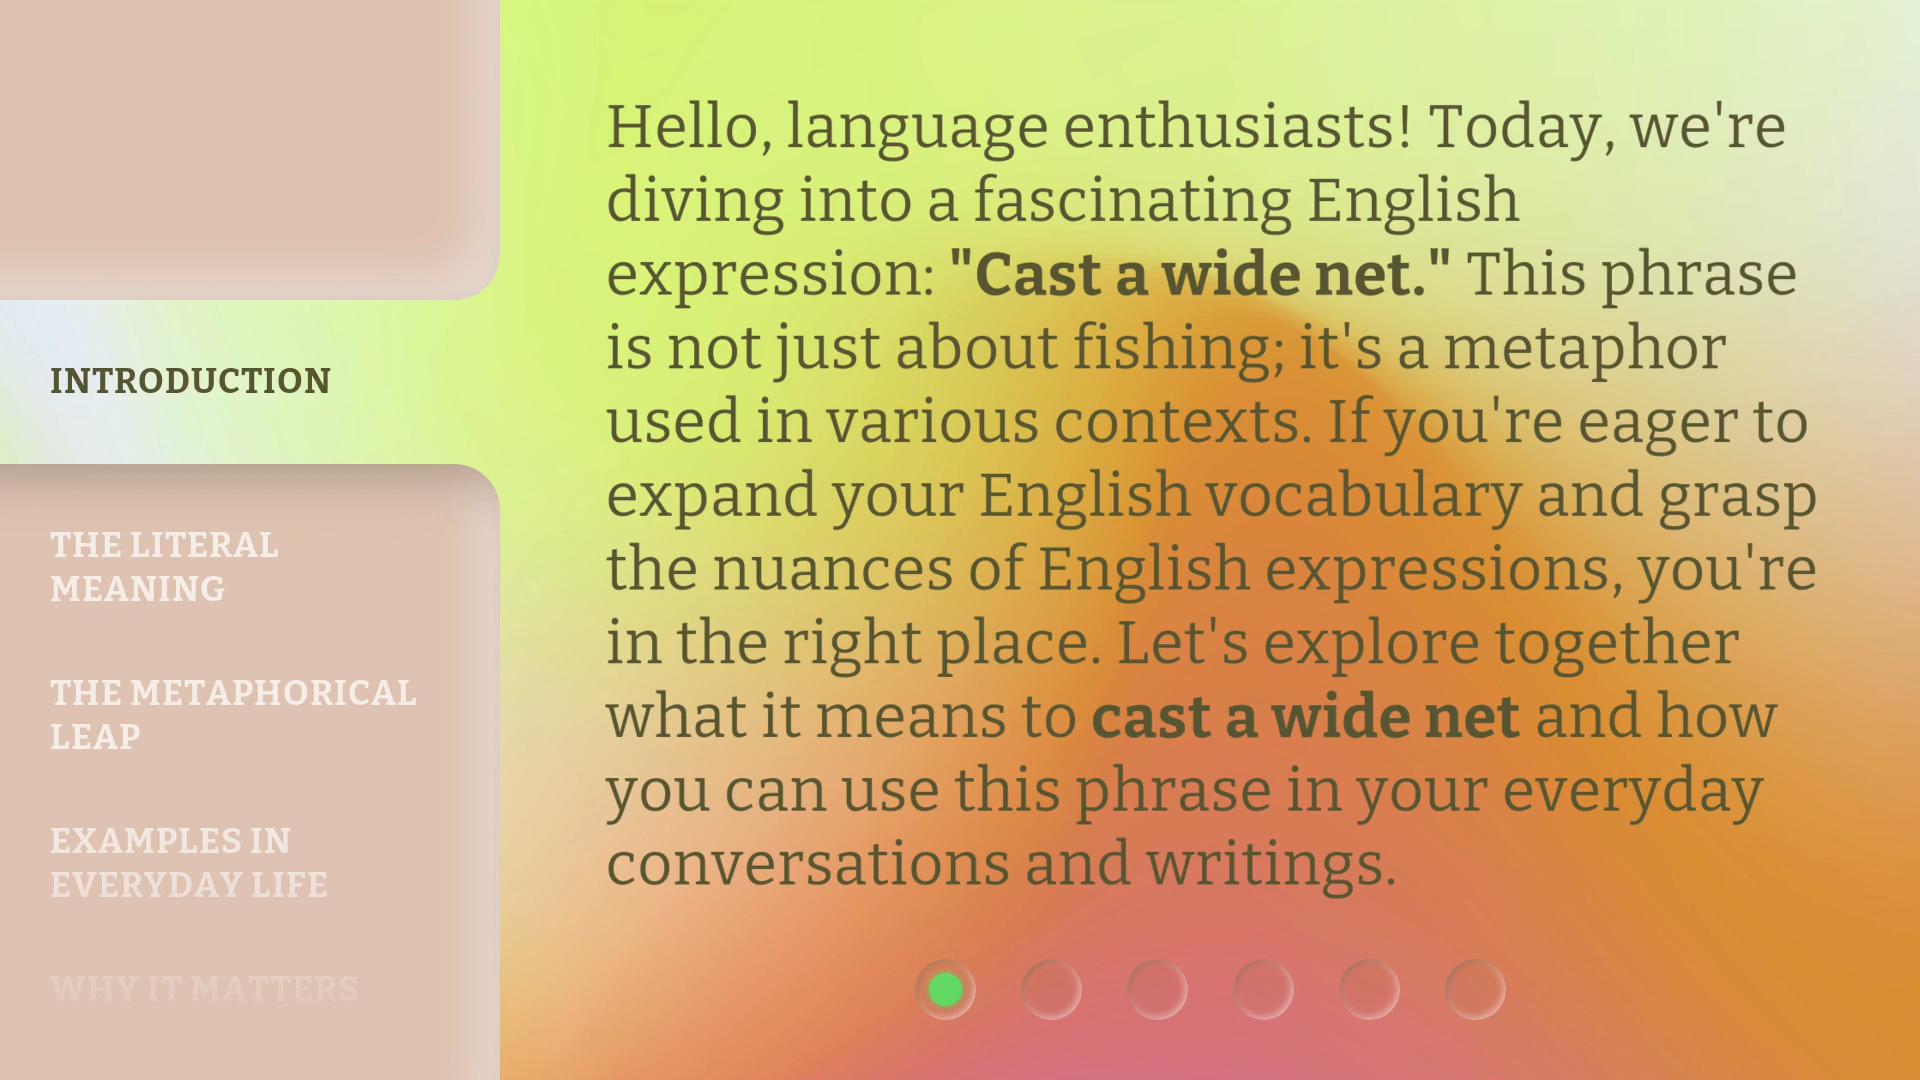 INTRODUCTION
THE LITERAL
MEANING
THE METAPHORICAL
LEAP
EXAMPLES IN
EVERYDAY LIFE
WHY IT MATTERS
Hello, language enthusiasts! Today, we're
diving into a fascinating English
expression: "Cast a wide net." This phrase
is not just about fishing; it's a metaphor
used in various contexts. If you're eager to
expand your English vocabulary and grasp
the nuances of English expressions, you're
in the right place. Let's explore together
what it means to cast a wide net and how
you can use this phrase in your everyday
conversations and writings.